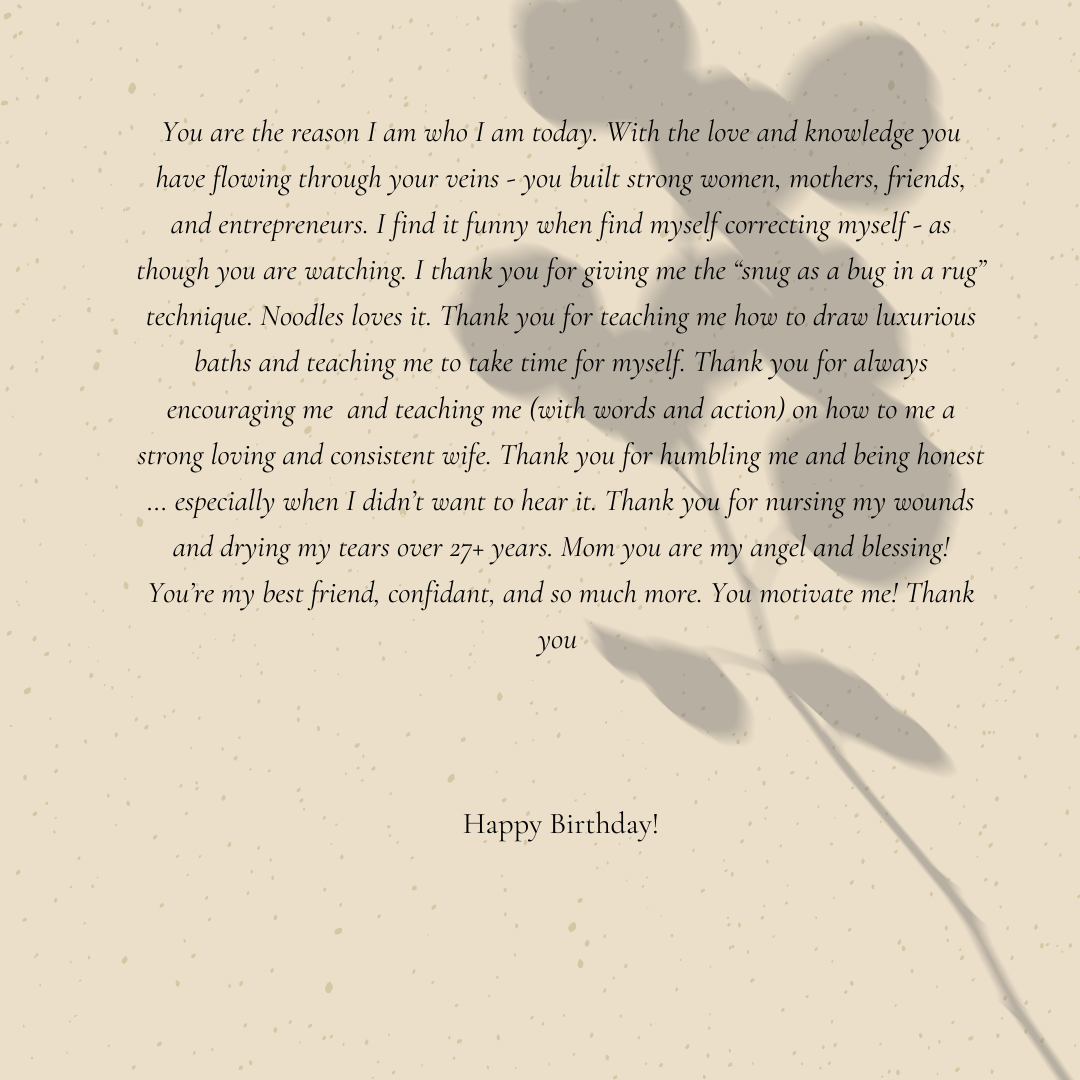 You are the reason I am who I am today. With the love and knowledge you
have flowing through your veins - you built strong women, mothers, friends,
and entrepreneurs. I find it funny when find myself correcting myself - as
though you are watching. I thank you for giving me the “snug as a bug in a rug”
technique. Noodles loves it. Thank you for teaching me how to draw luxurious
baths and teaching me to take time for myself. Thank you for always
encouraging me  and teaching me (with words and action) on how to me a
strong loving and consistent wife. Thank you for humbling me and being honest
... especially when I didn’t want to hear it. Thank you for nursing my wounds
and drying my tears over 27+ years. Mom you are my angel and blessing!
You’re my best friend, confidant, and so much more. You motivate me! Thank
you
Happy Birthday!